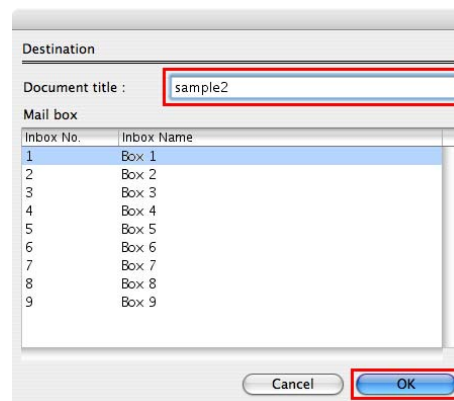 Destination
Document title : sample2
Mail box
Inbox No. Inbox Name
1 Box 1
2 Box 2
3 Box 3
4 Box 4
5 Box 5
6 Box 6
7 Box 7
8 Box 8
9 Box 9
Cancel OK